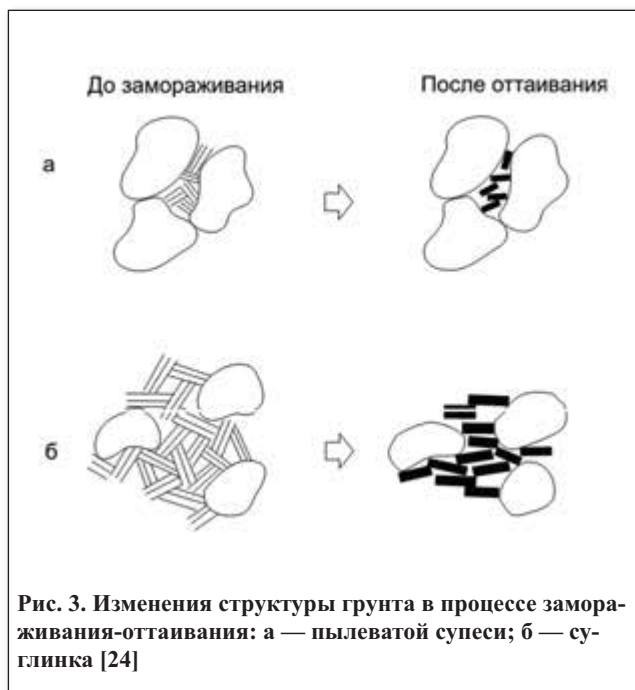 До замораживания После оттаивания
а
б
Рис. 3. Изменения структуры грунта в процессе замора-
живания-оттаивания: а — пылеватой супеси; б — су-
глинка [24]